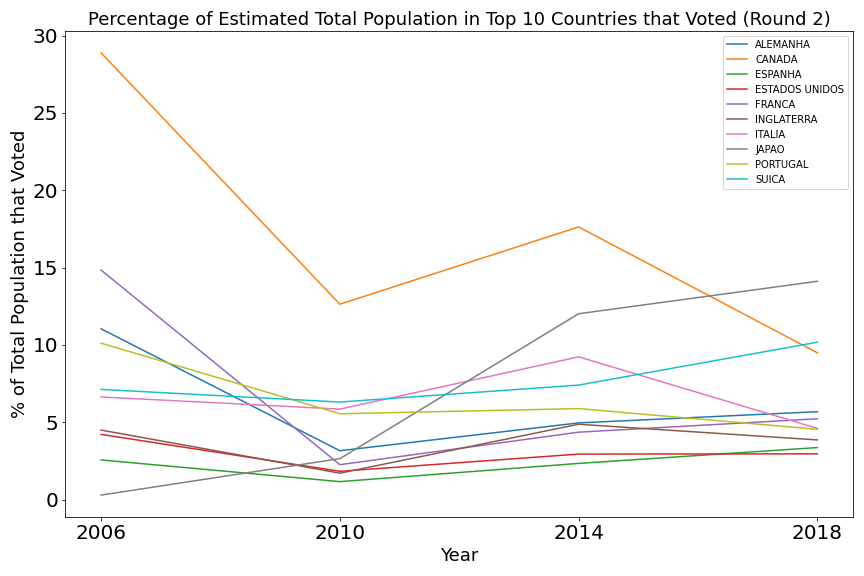 Percentage of Estimated Total Population in Top 10 Countries that Voted (Round 2)
30
25
20
15
10
5
0
% of Total Population that Voted
2006
2010
2014
2018
Year
ALEMANHA
CANADA
ESPANHA
ESTADOS UNIDOS
FRANCA
INGLATERRA
ITALIA
JAPAO
PORTUGAL
SUICA